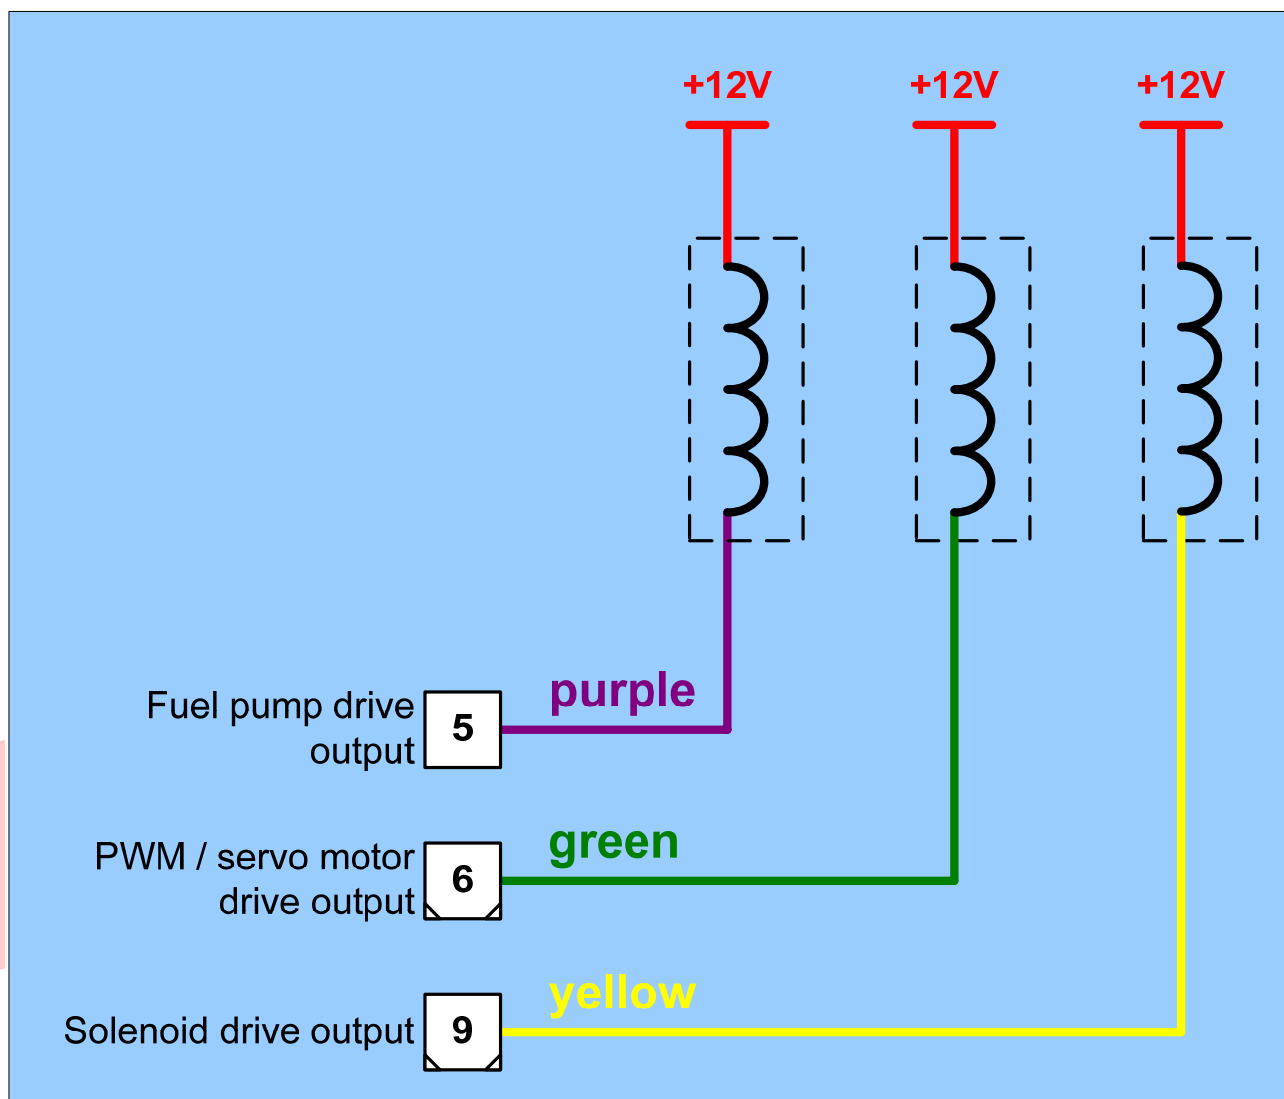 +12V +12V +12V
purple
Fuel pump drive
output
5
green
PWM / servo motor
drive output
6
yellow
Solenoid drive output
9